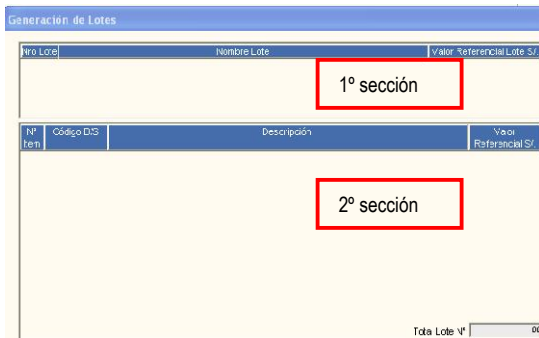 Generación de Lotes
Nro Lote Nombre Lote Valor Referencial Lote S/.
1º sección
Nº Item Código B/S Descripción Valor Referencial S/.
2º sección
Total Lote Nº 00